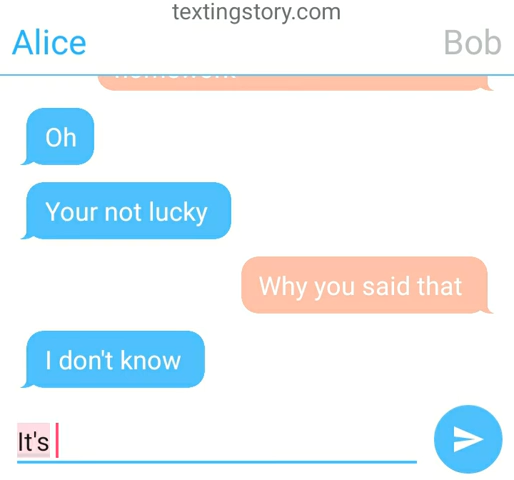 textingstory.com
Alice Bob
Oh
Your not lucky
Why you said that
I don't know
It's